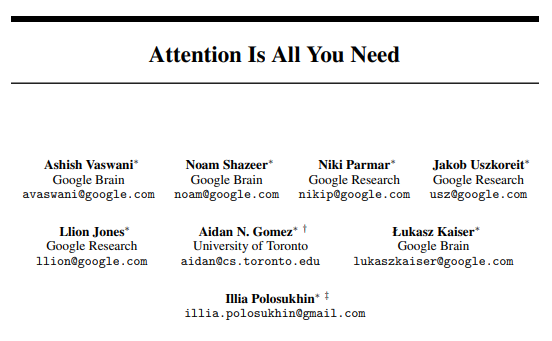 Attention Is All You Need
Ashish Vaswani* Noam Shazeer* Niki Parmar* Jakob Uszkoreit*
Google Brain Google Brain Google Research Google Research
avaswani@google.com noam@google.com nikip@google.com usz@google.com
Llion Jones* Aidan N. Gomez* † Łukasz Kaiser*
Google Research University of Toronto Google Brain
llion@google.com aidan@cs.toronto.edu lukaszkaiser@google.com
Illia Polosukhin* ‡
illia.polosukhin@gmail.com